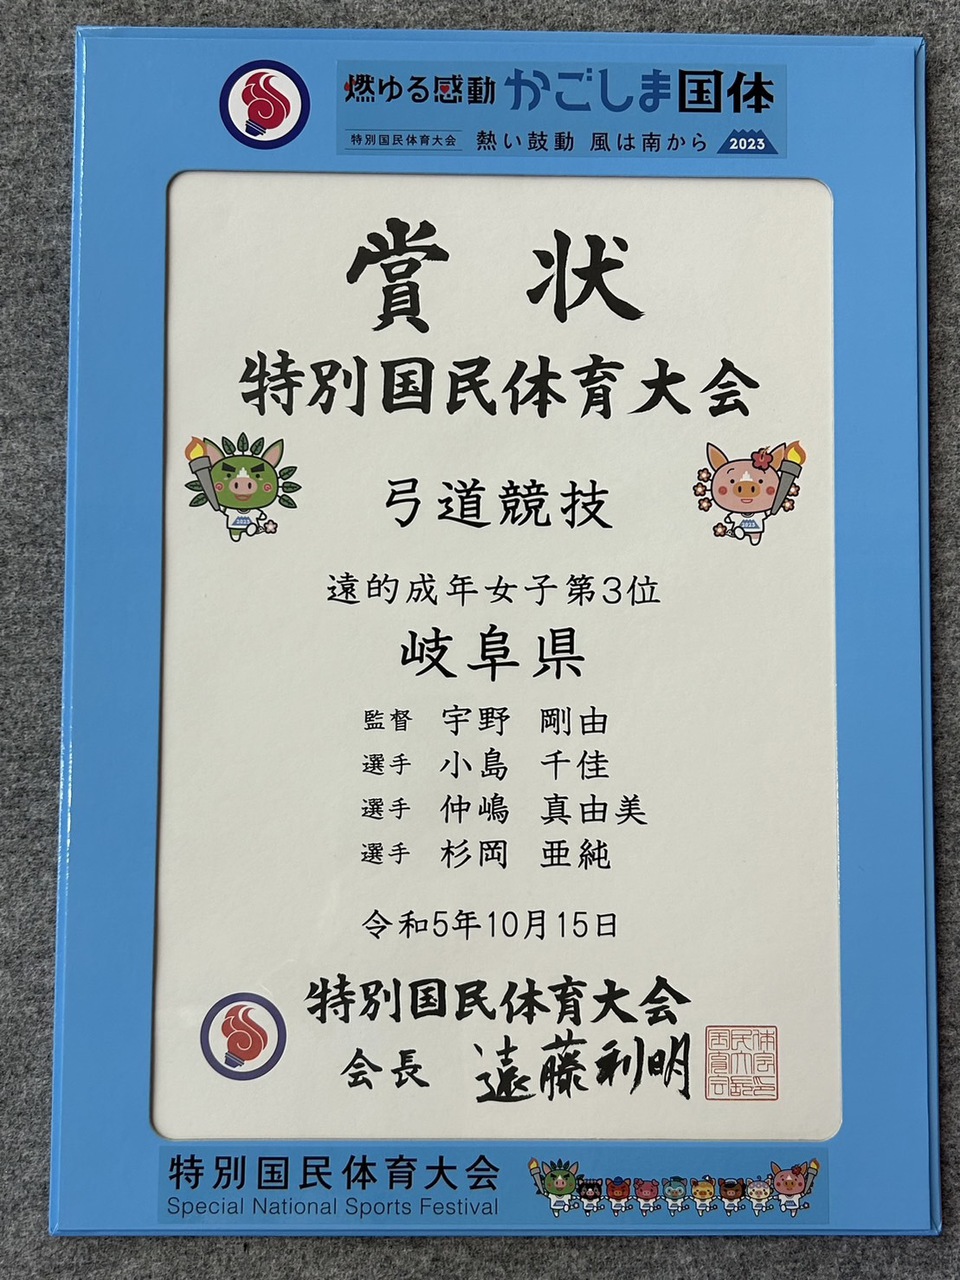 燃ゆる感動 かごしま国体
特別国民体育大会 熱い鼓動 風は南から 2023
賞 状
特別国民体育大会
弓道競技
遠的成年女子第3位
岐阜県
監督 宇野 剛由
選手 小島 千佳
選手 仲嶋 真由美
選手 杉岡 亜純
令和5年10月15日
特別国民体育大会
会長 遠藤利明
特別国民体育大会
Special National Sports Festival